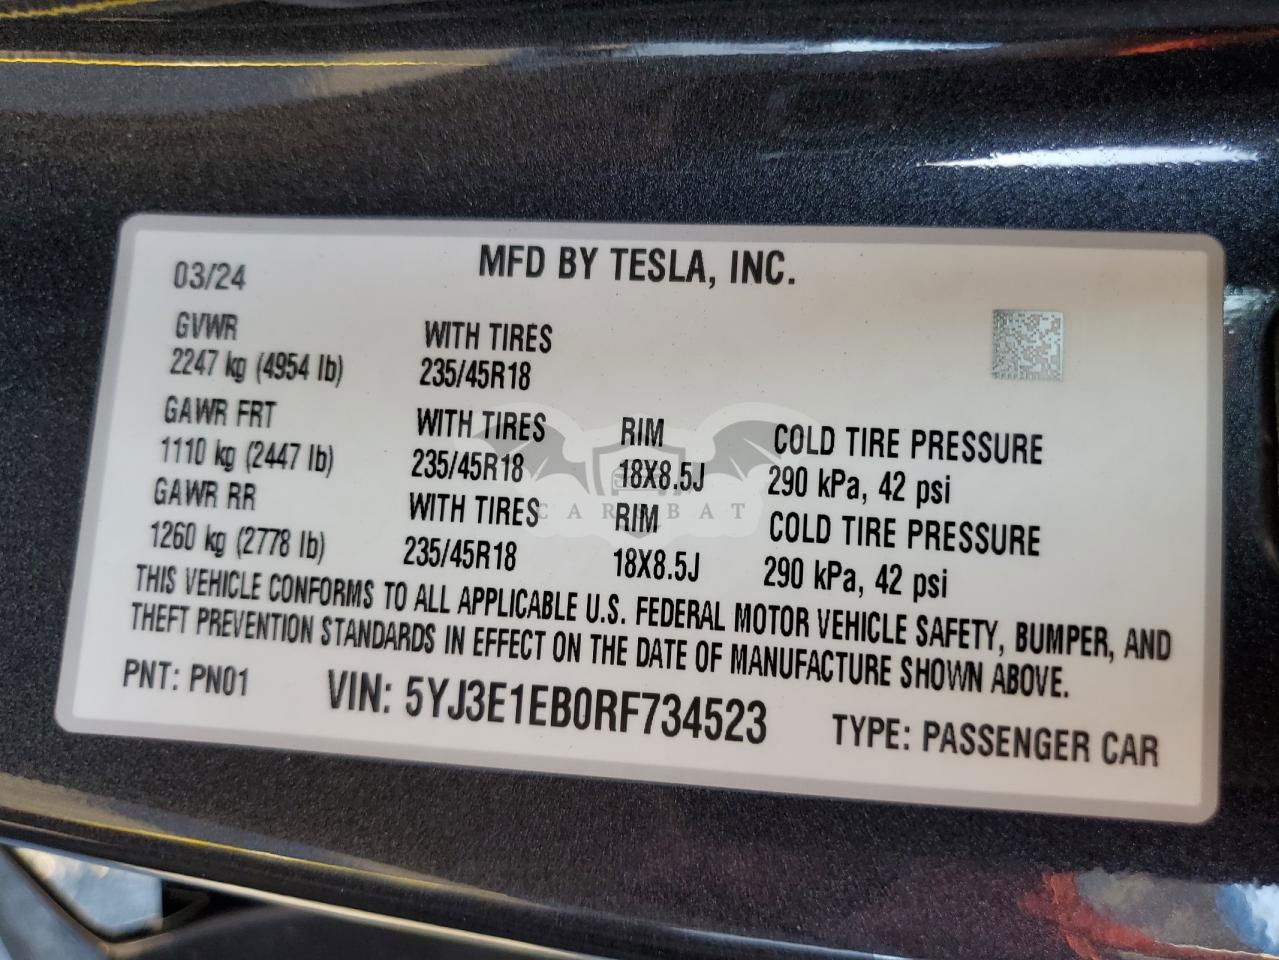 MFD BY TESLA, INC.
03/24
GVWR WITH TIRES
2247 kg (4954 lb) 235/45R18
GAWR FRT WITH TIRES RIM COLD TIRE PRESSURE
1110 kg (2447 lb) 235/45R18 18X8.5J 290 kPa, 42 psi
GAWR RR WITH TIRES RIM COLD TIRE PRESSURE
1260 kg (2778 lb) 235/45R18 18X8.5J 290 kPa, 42 psi
THIS VEHICLE CONFORMS TO ALL APPLICABLE U.S. FEDERAL MOTOR VEHICLE SAFETY, BUMPER, AND
THEFT PREVENTION STANDARDS IN EFFECT ON THE DATE OF MANUFACTURE SHOWN ABOVE.
PNT: PN01 VIN: 5YJ3E1EB0RF734523 TYPE: PASSENGER CAR